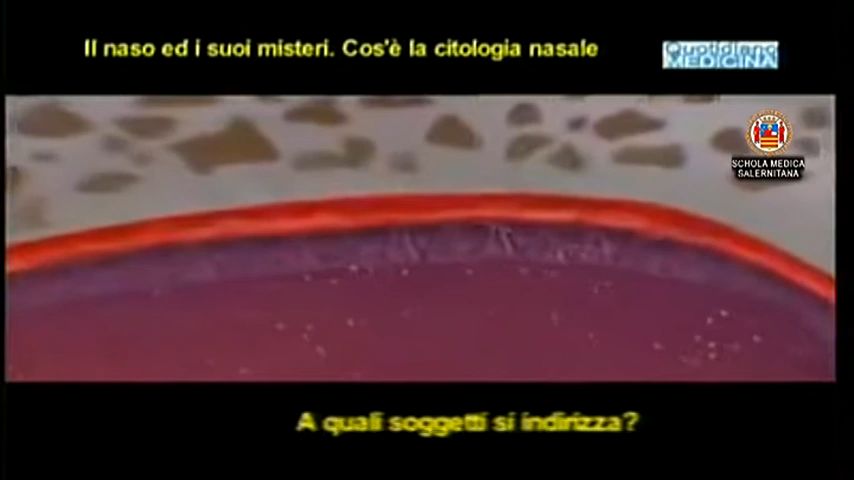 Il naso ed i suoi misteri. Cos'è la citologia nasale
Quotidiano
MEDICINA
SCHOLA MEDICA
SALERNITANA
A quali soggetti si indirizza?